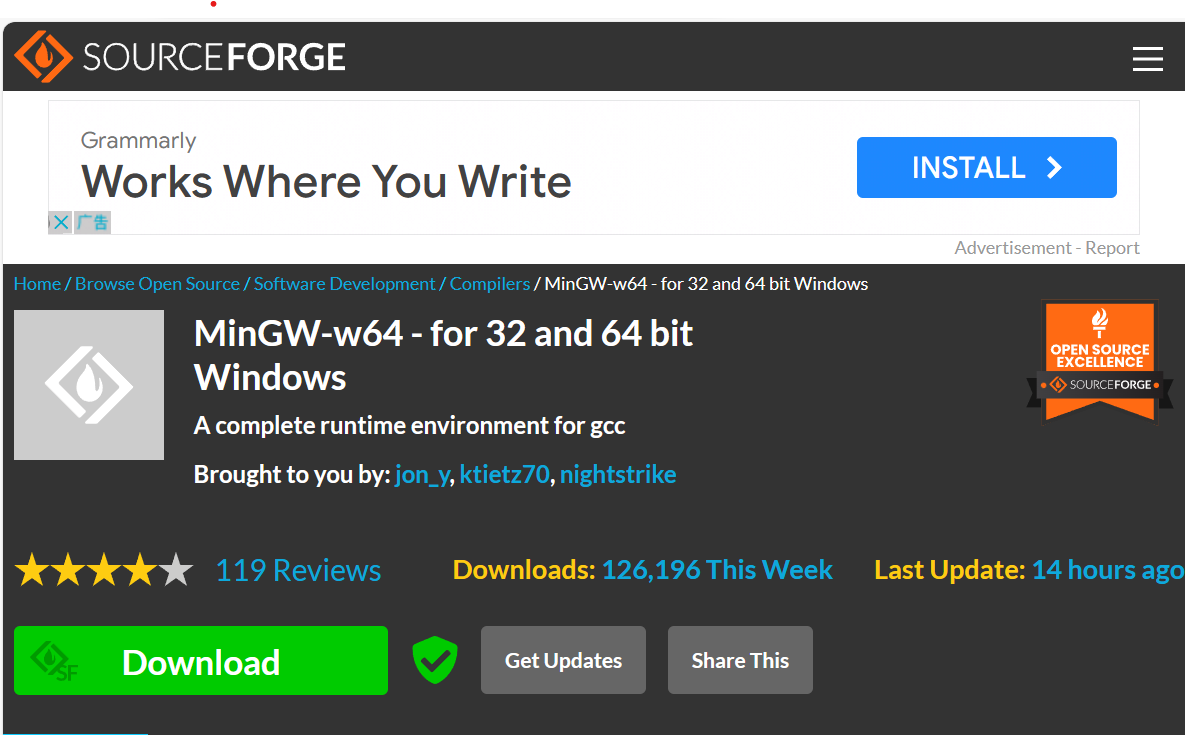 SOURCEFORGE
Grammarly
Works Where You Write
INSTALL
广告
Advertisement - Report
Home / Browse Open Source / Software Development / Compilers / MinGW-w64 - for 32 and 64 bit Windows
MinGW-w64 - for 32 and 64 bit
Windows
A complete runtime environment for gcc
Brought to you by: jon_y, ktietz70, nightstrike
OPEN SOURCE
EXCELLENCE
SOURCEFORGE
119 Reviews
Downloads: 126,196 This Week
Last Update: 14 hours ago
SF
Download
Get Updates
Share This